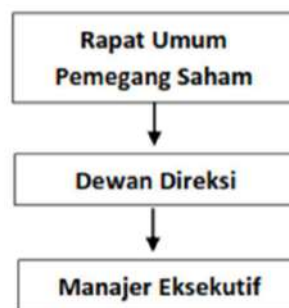 Rapat Umum
Pemegang Saham
Dewan Direksi
Manajer Eksekutif